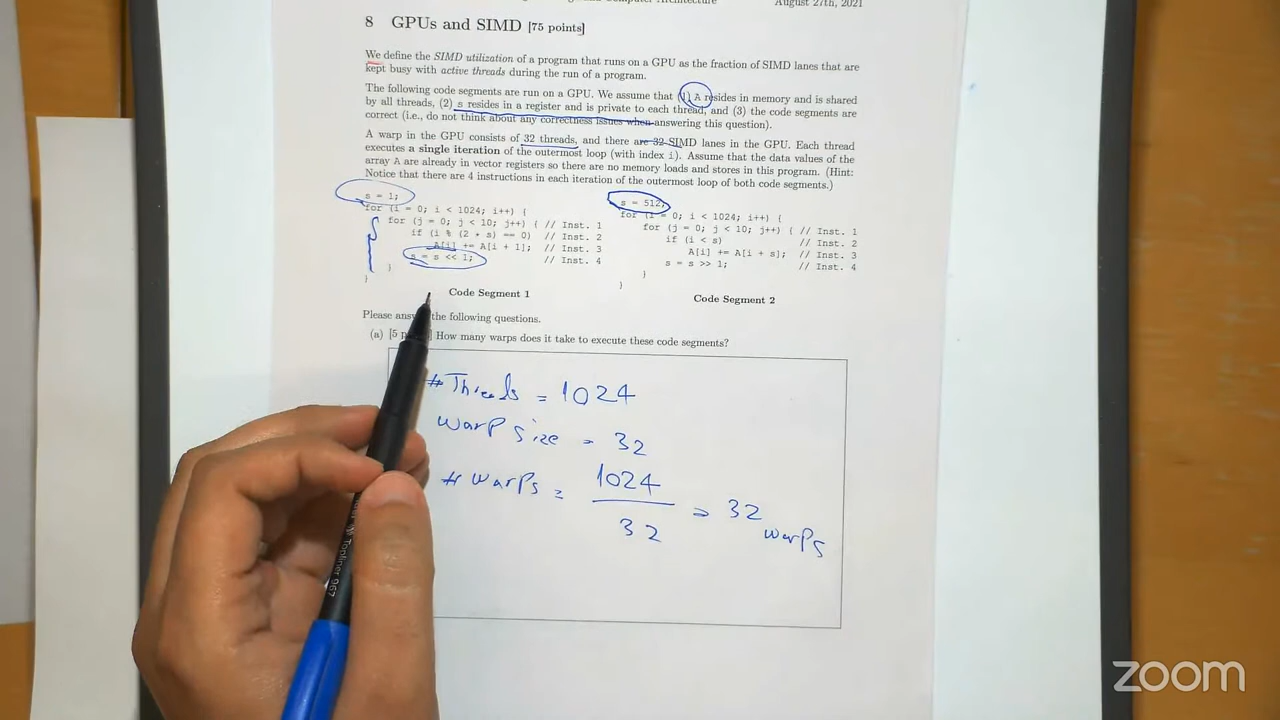 Computer Architecture
August 27th, 2021
8 GPUs and SIMD [75 points]
We define the SIMD utilization of a program that runs on a GPU as the fraction of SIMD lanes that are
kept busy with active threads during the run of a program.
The following code segments are run on a GPU. We assume that (1) A resides in memory and is shared
by all threads, (2) s resides in a register and is private to each thread, and (3) the code segments are
correct (i.e., do not think about any correctness issues when answering this question).
A warp in the GPU consists of 32 threads, and there are 32 SIMD lanes in the GPU. Each thread
executes a single iteration of the outermost loop (with index i). Assume that the data values of the
array A are already in vector registers so there are no memory loads and stores in this program. (Hint:
Notice that there are 4 instructions in each iteration of the outermost loop of both code segments.)
s = 1;
for (i = 0; i < 1024; i++) {
for (j = 0; j < 10; j++) { // Inst. 1
if (i % (2 * s) == 0) // Inst. 2
A[i] += A[i + 1]; // Inst. 3
s = s << 1; // Inst. 4
}
}
Code Segment 1
s = 512;
for (i = 0; i < 1024; i++) {
for (j = 0; j < 10; j++) { // Inst. 1
if (i < s) // Inst. 2
A[i] += A[i + s]; // Inst. 3
s = s >> 1; // Inst. 4
}
}
Code Segment 2
Please the following questions.
(a) [5 How many warps does it take to execute these code segments?
#Threads = 1024
Warp size = 32
# Warps = 1024 / 32 = 32 warps
Topliner 967
zoom